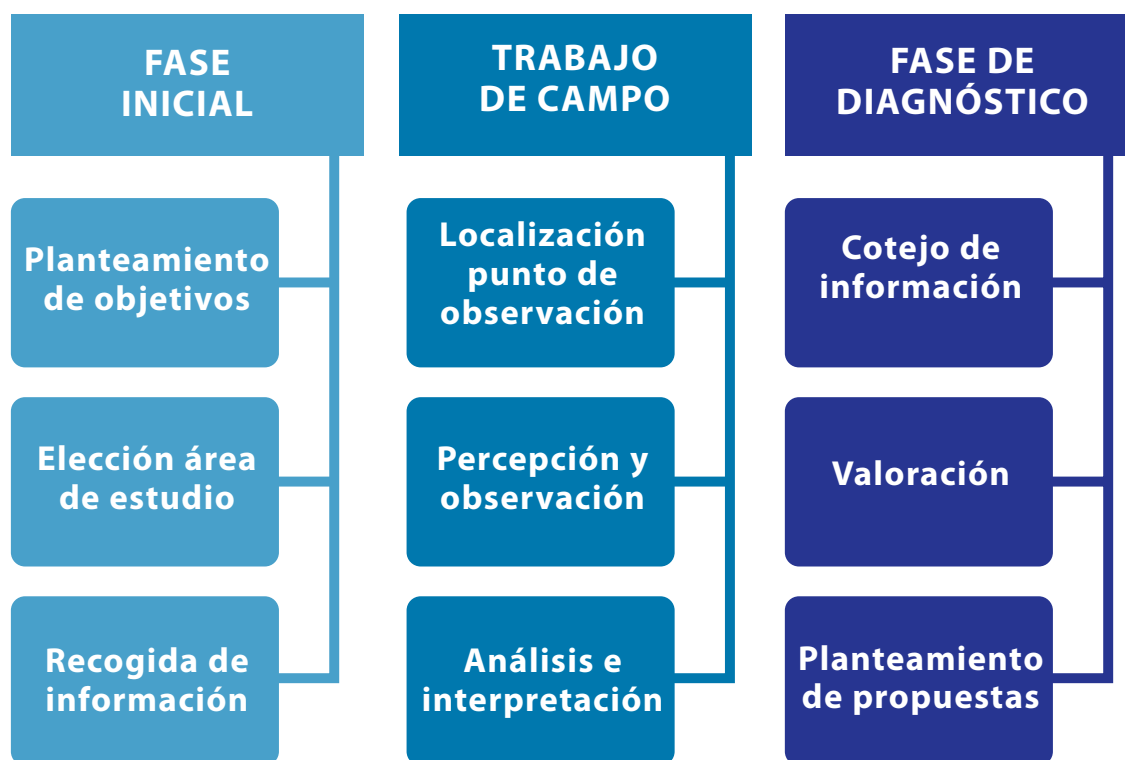 FASE
INICIAL
Planteamiento
de objetivos
Elección área
de estudio
Recogida de
información
TRABAJO
DE CAMPO
Localización
punto de
observación
Percepción y
observación
Análisis e
interpretación
FASE DE
DIAGNÓSTICO
Cotejo de
información
Valoración
Planteamiento
de propuestas